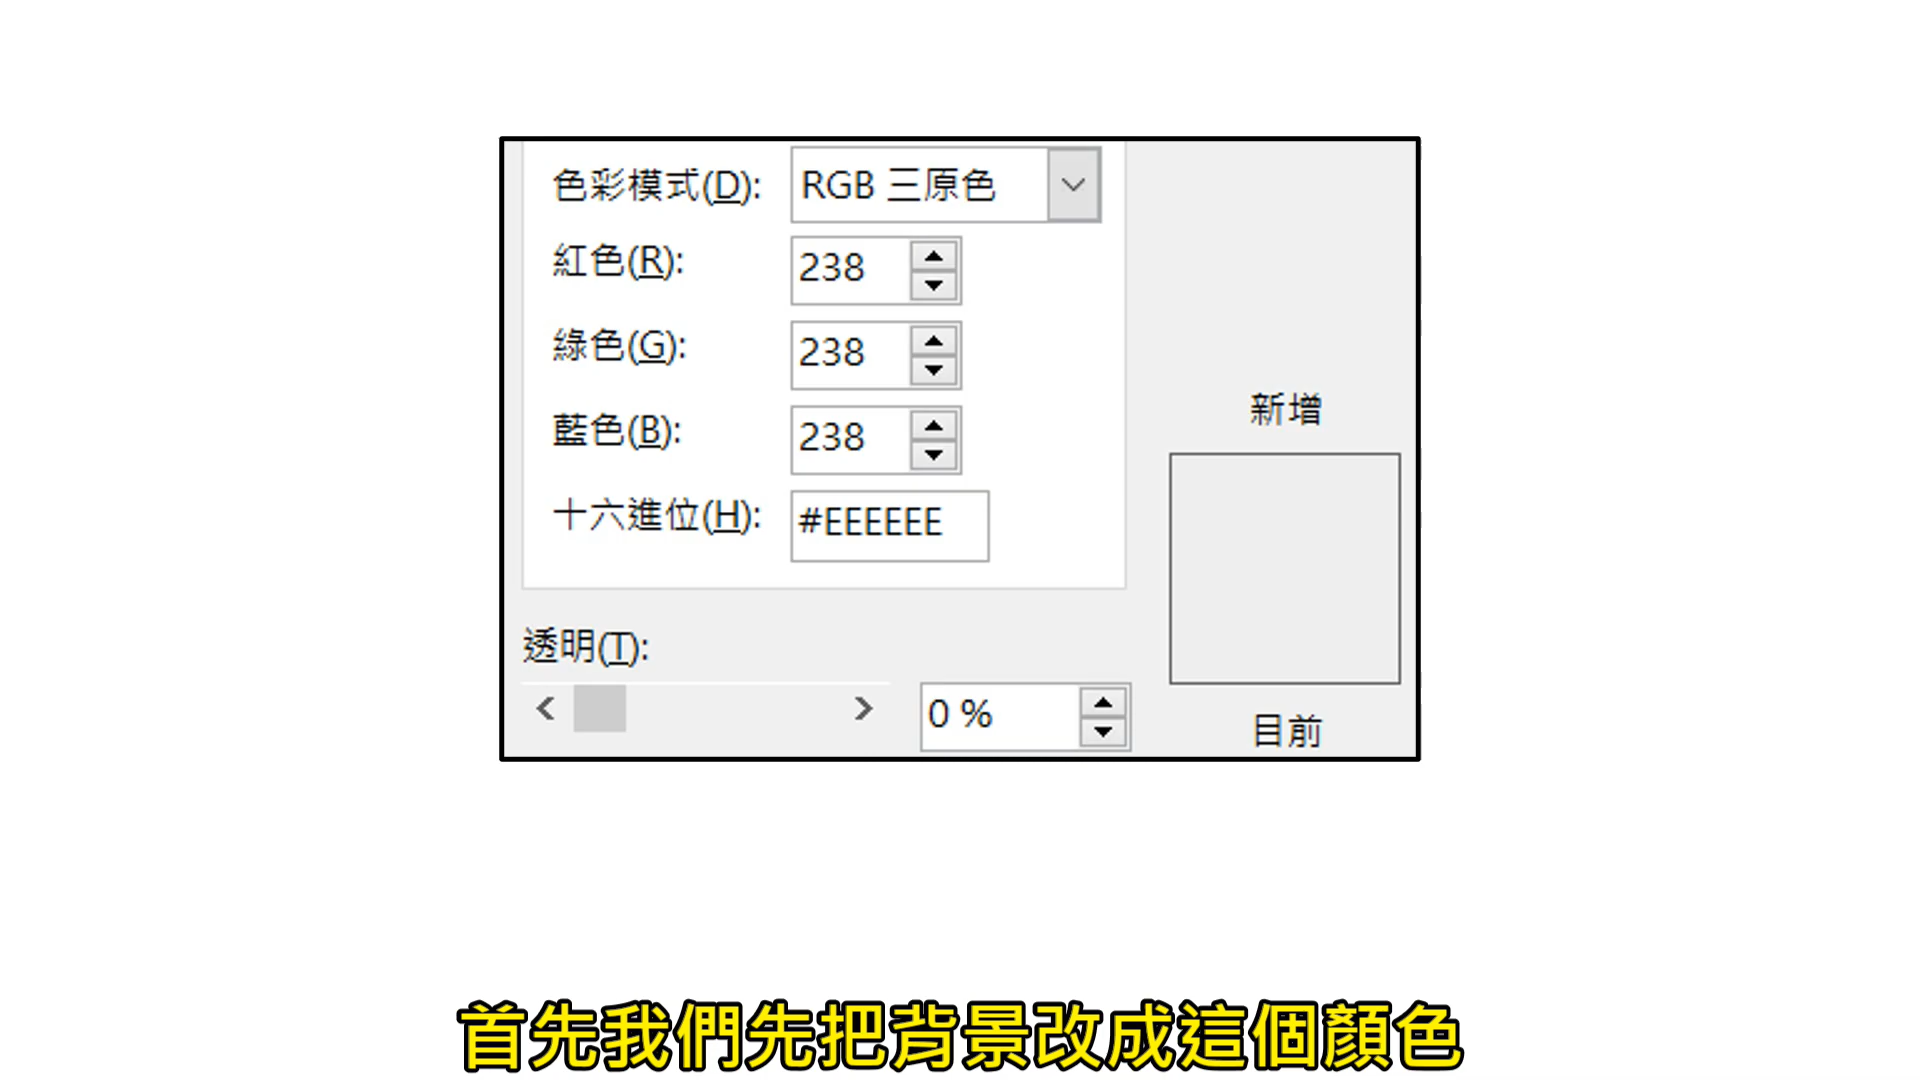 色彩模式(D): RGB 三原色
紅色(R): 238
綠色(G): 238
藍色(B): 238
十六進位(H): #EEEEEE
透明(T):
0 %
新增
目前
首先我們先把背景改成這個顏色